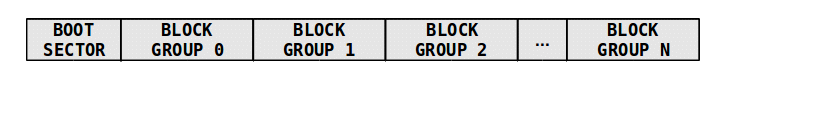 BOOT SECTOR
BLOCK GROUP 0
BLOCK GROUP 1
BLOCK GROUP 2
...
BLOCK GROUP N